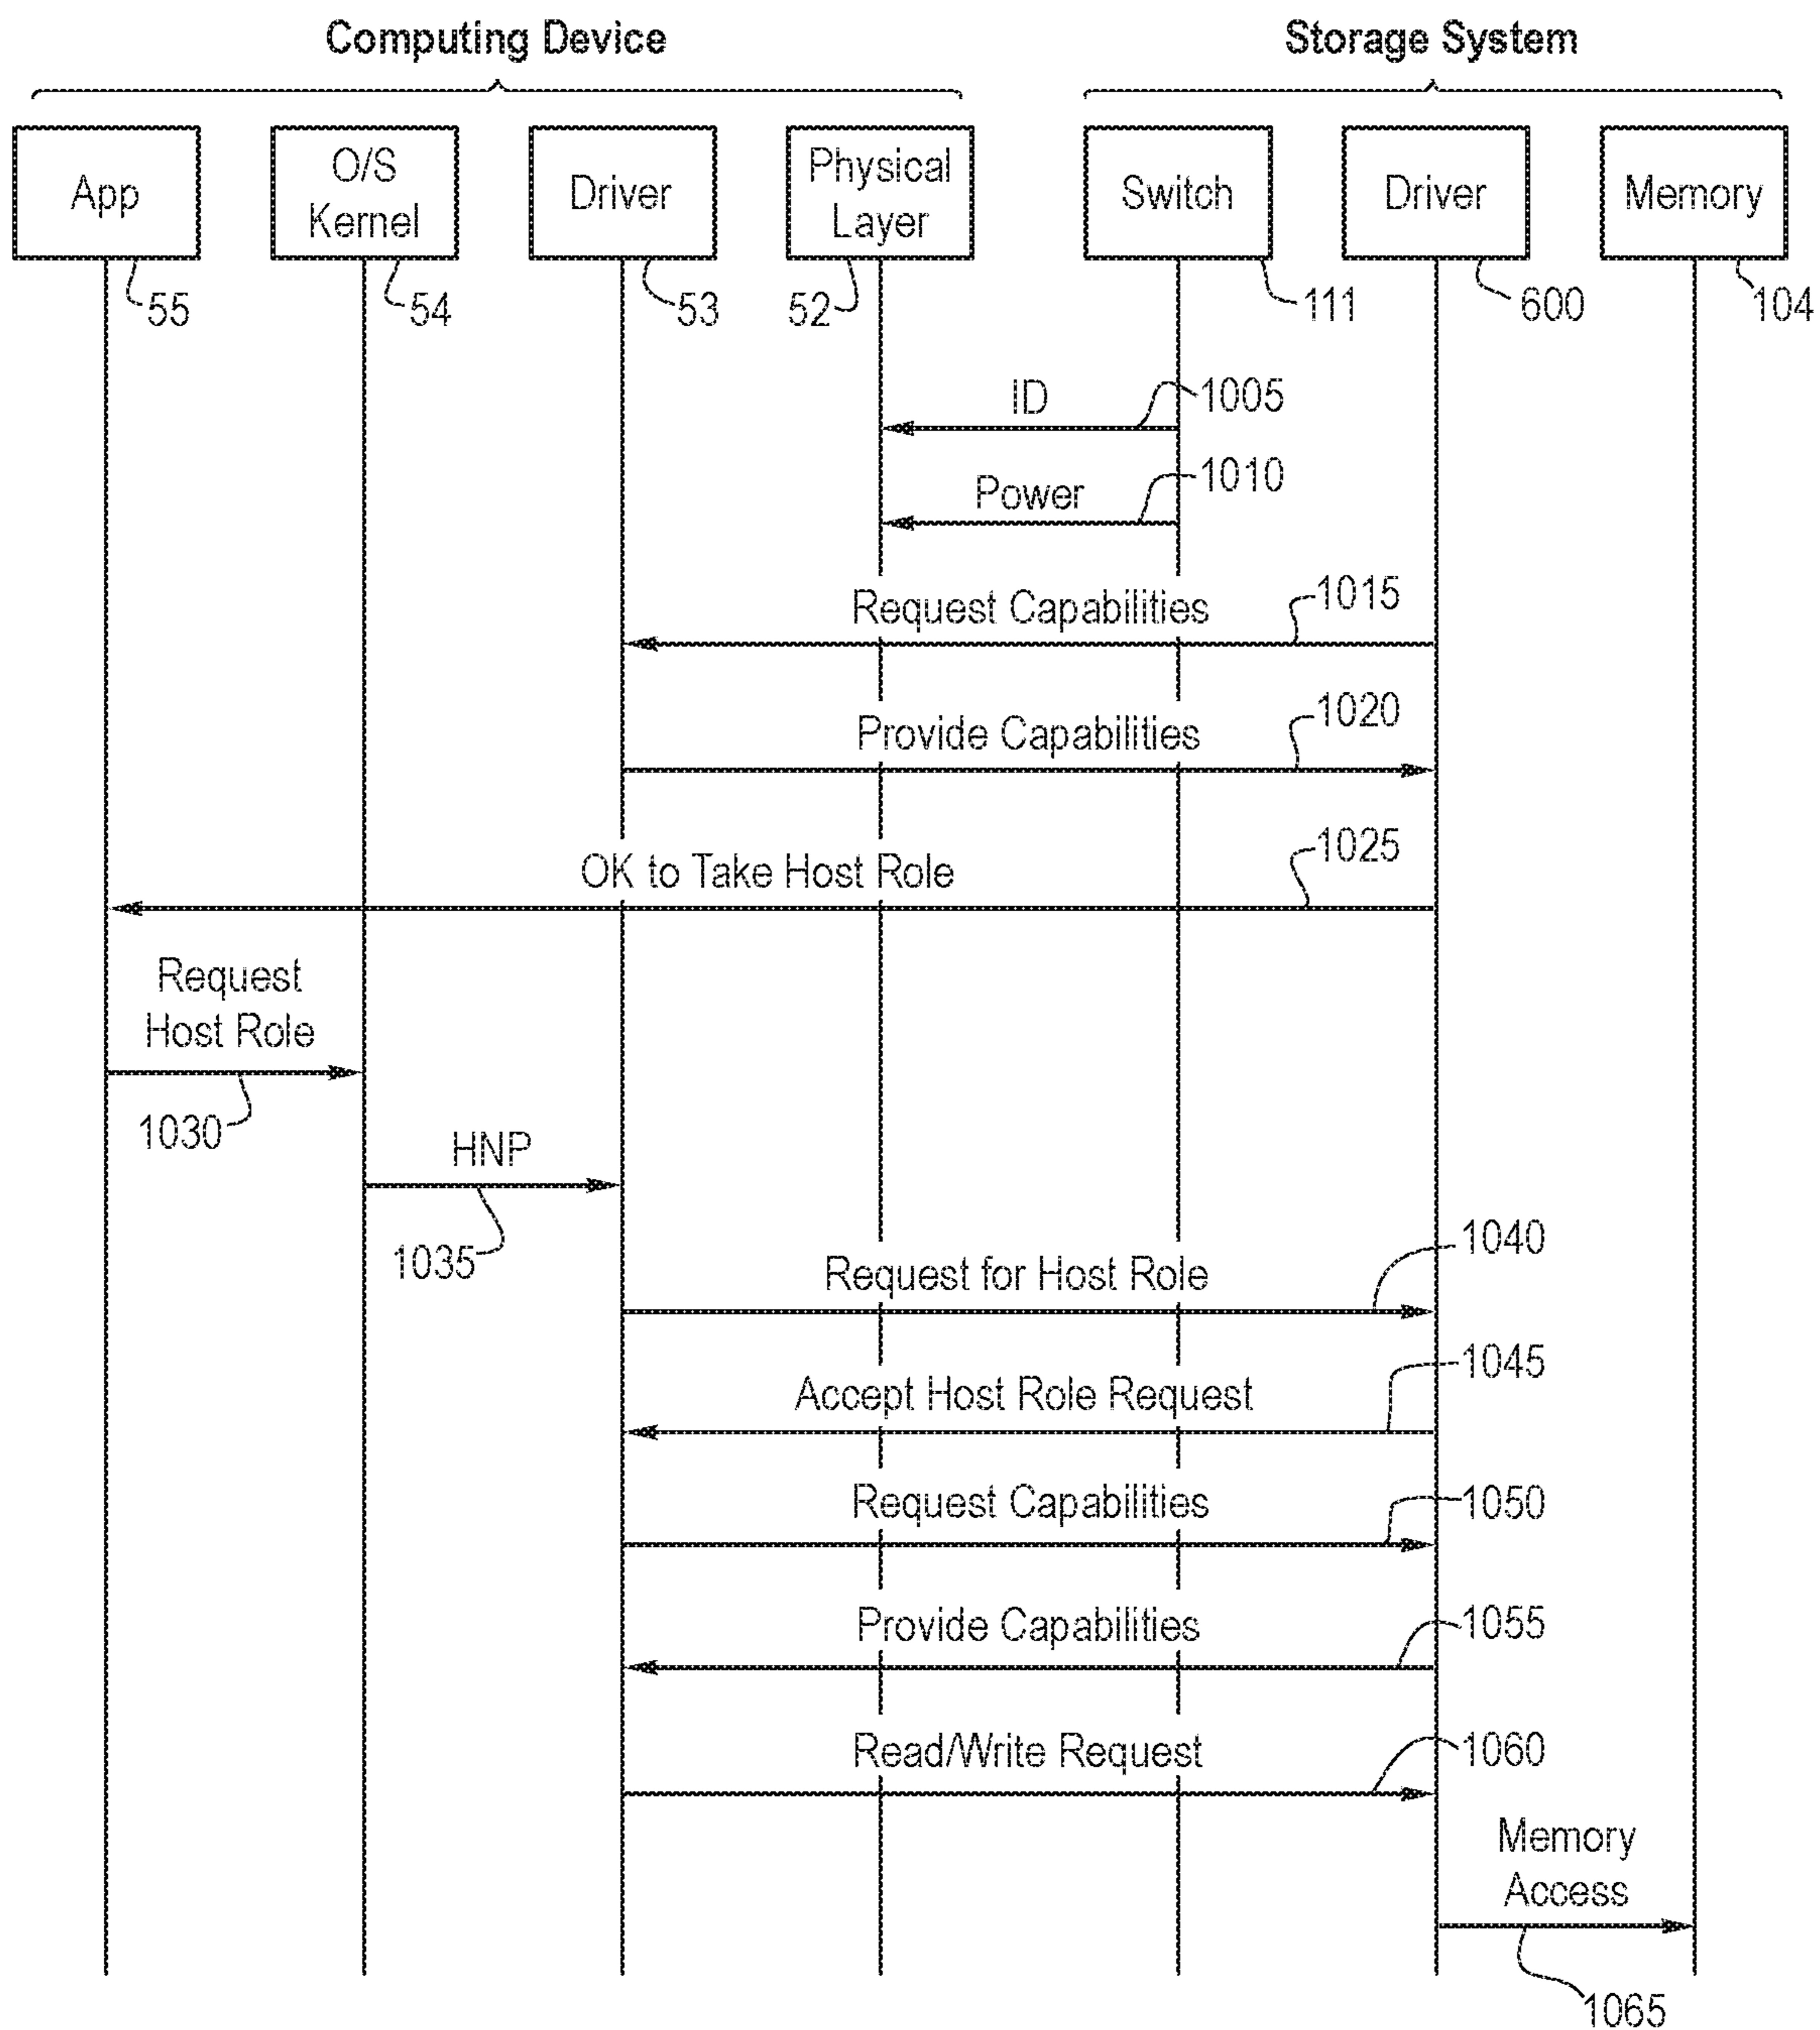 Computing Device
Storage System
App
O/S
Kernel
Driver
Physical
Layer
Switch
Driver
Memory
55
54
53
52
111
600
104
ID
1005
Power
1010
Request Capabilities
1015
Provide Capabilities
1020
OK to Take Host Role
1025
Request
Host Role
1030
HNP
1035
Request for Host Role
1040
Accept Host Role Request
1045
Request Capabilities
1050
Provide Capabilities
1055
Read/Write Request
1060
Memory
Access
1065